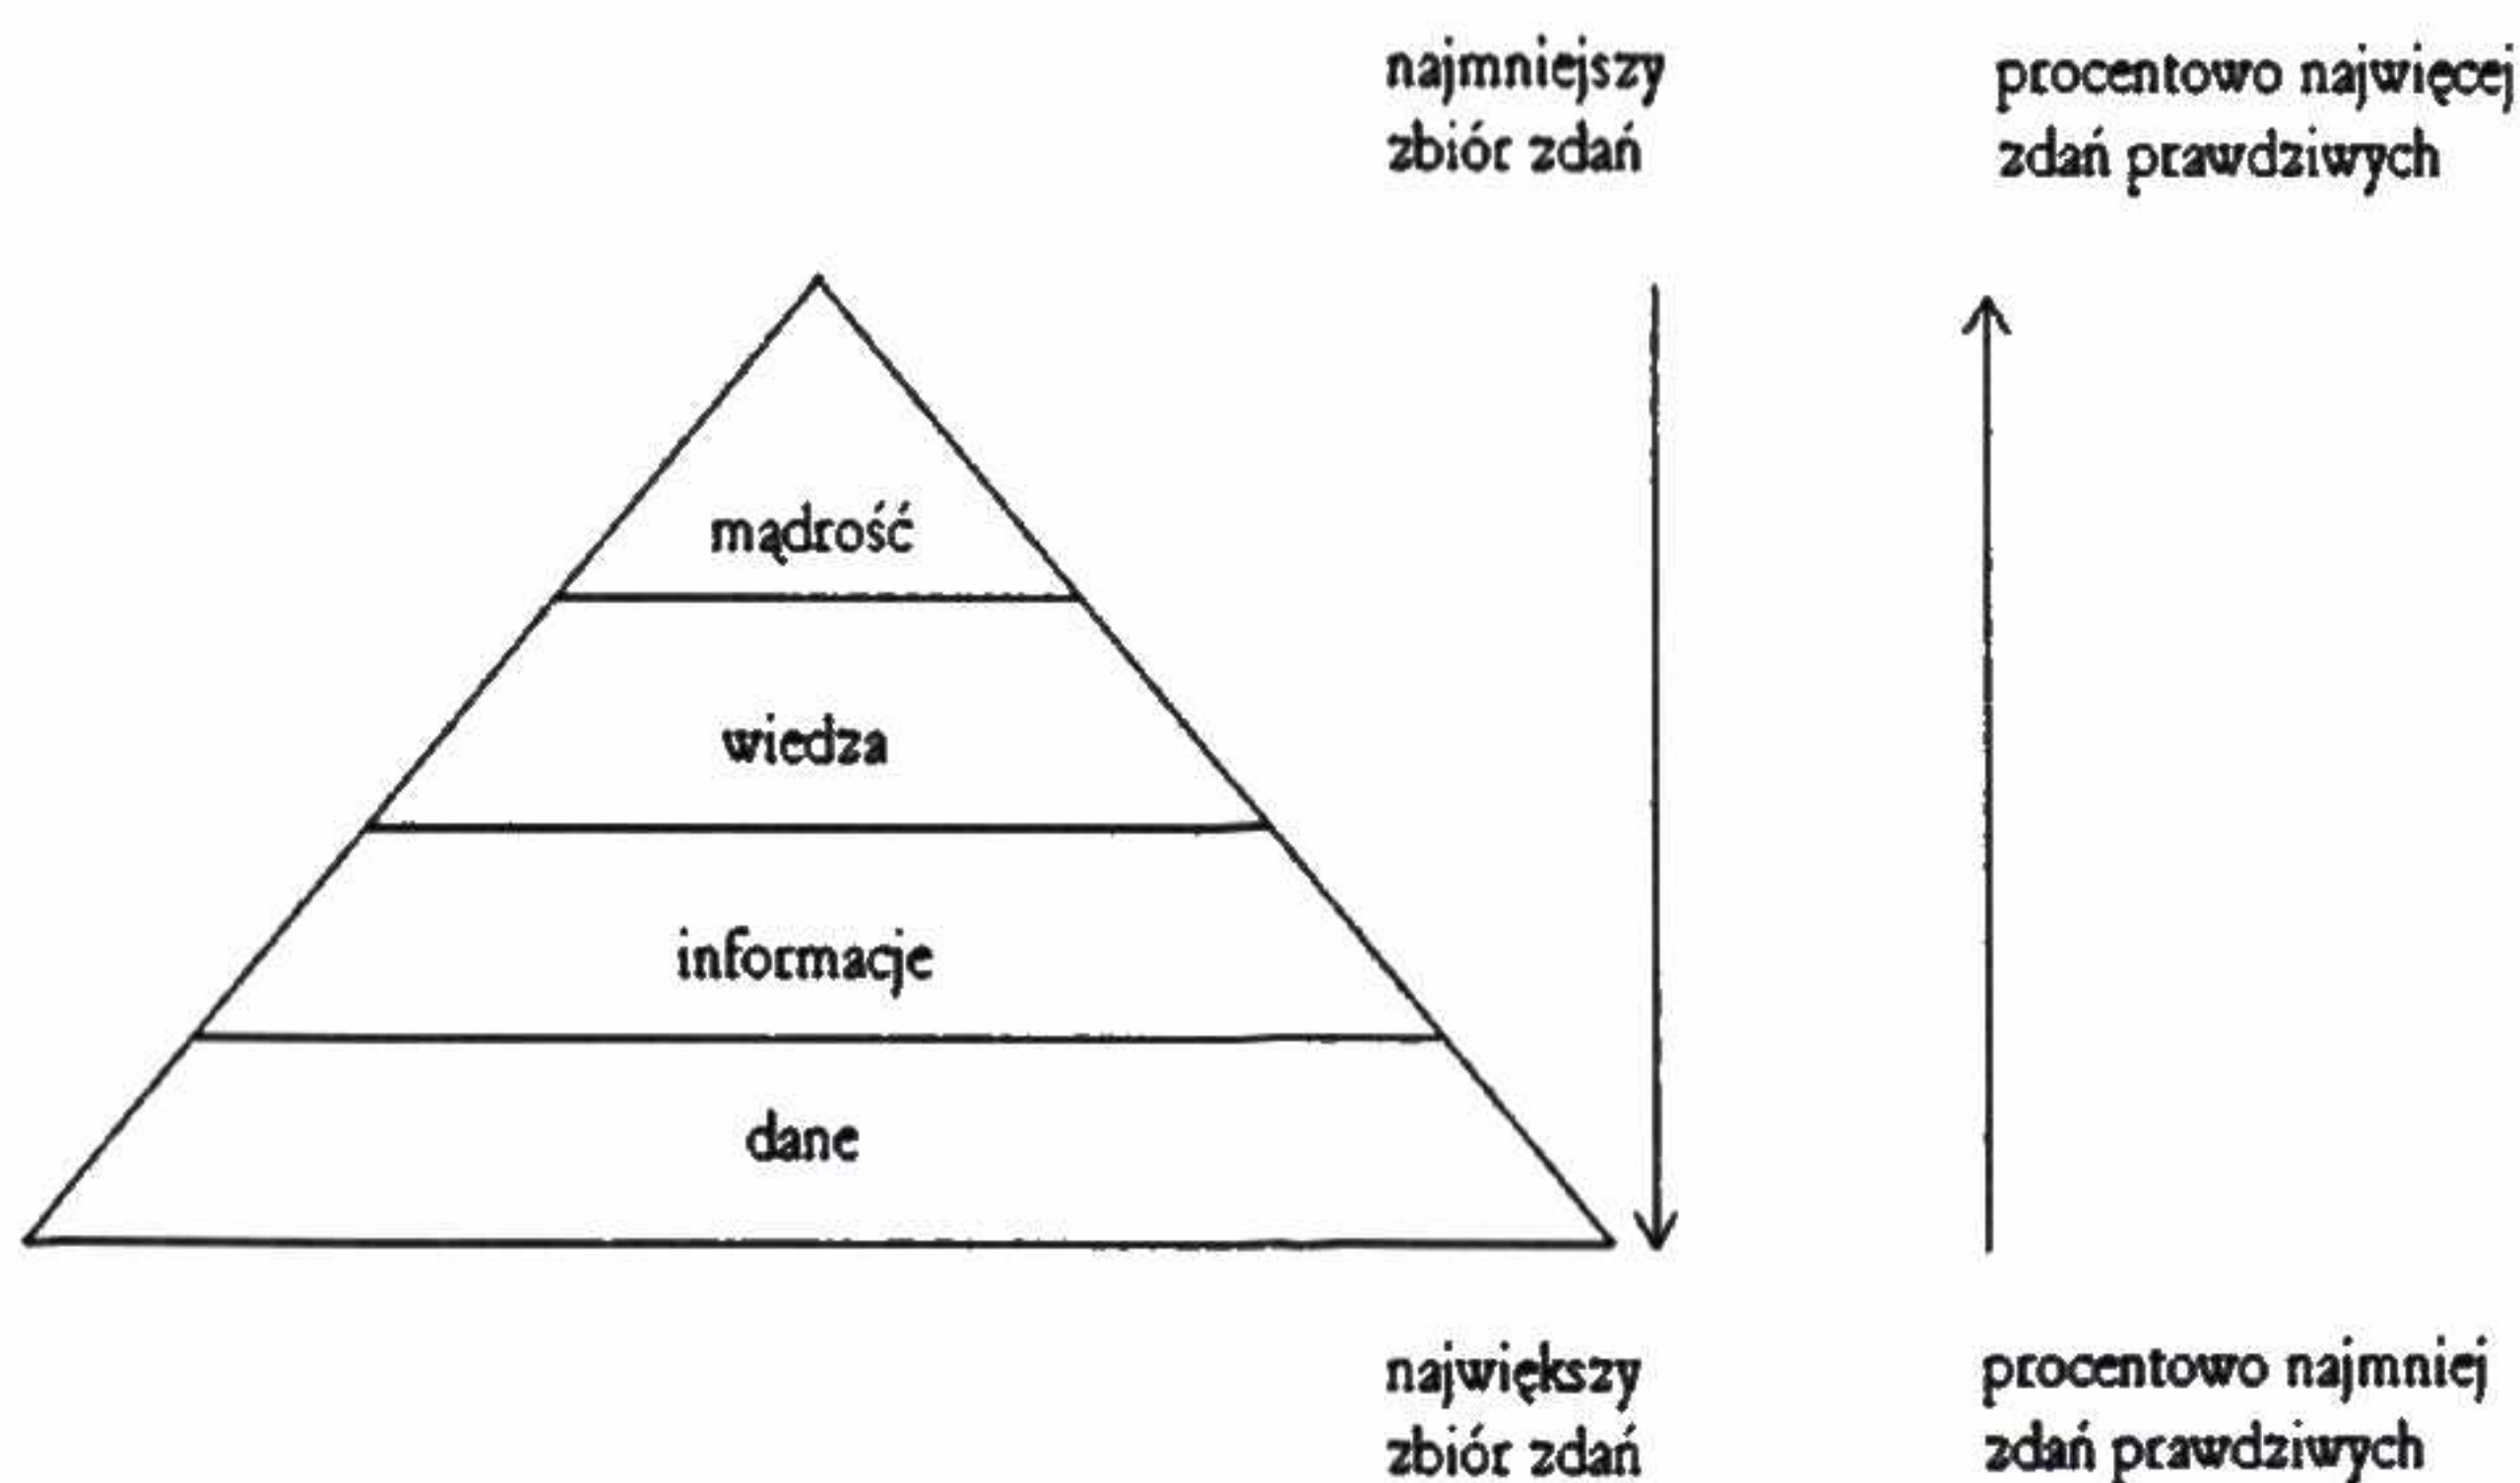 najmniejszy
zbiór zdań
procentowo najwięcej
zdań prawdziwych
mądrość
wiedza
informacje
dane
największy
zbiór zdań
procentowo najmniej
zdań prawdziwych